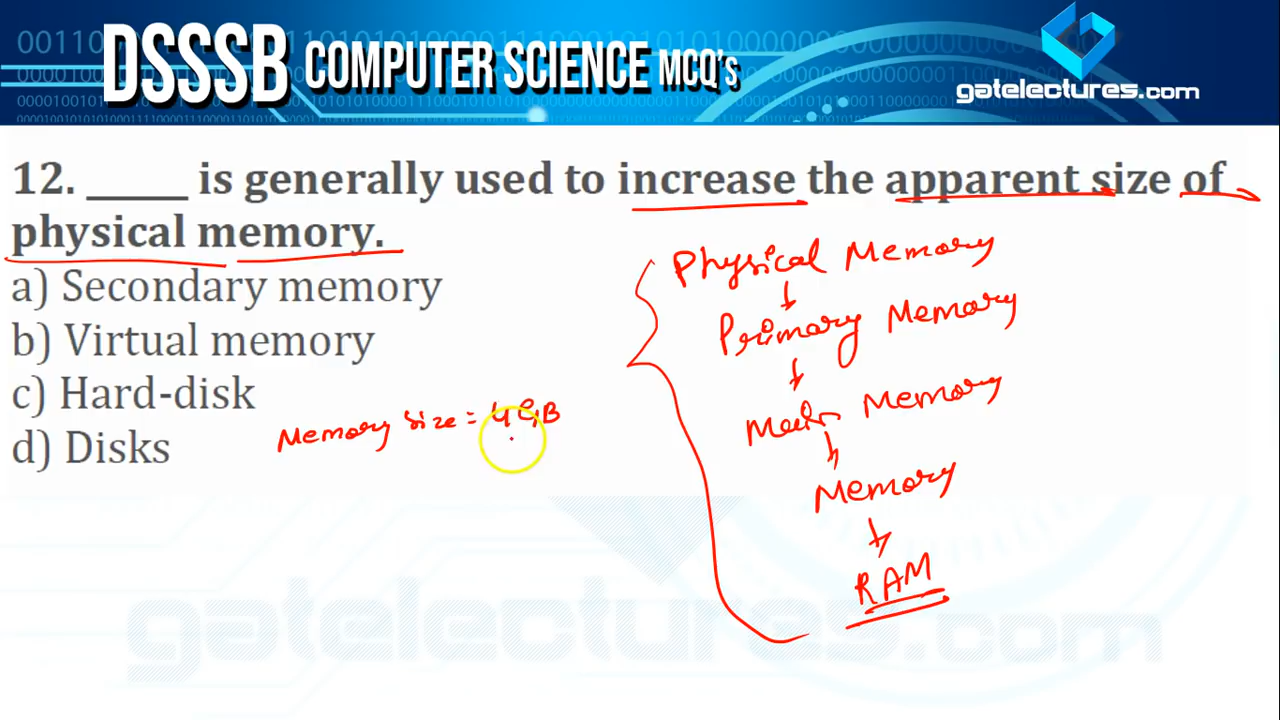 DSSSB COMPUTER SCIENCE MCQ's
gatelectures.com
12. _____ is generally used to increase the apparent size of
physical memory.
a) Secondary memory
b) Virtual memory
c) Hard-disk
d) Disks
Memory size = 4GB
Physical Memory
Primary Memory
Main Memory
Memory
RAM
gatelectures.com